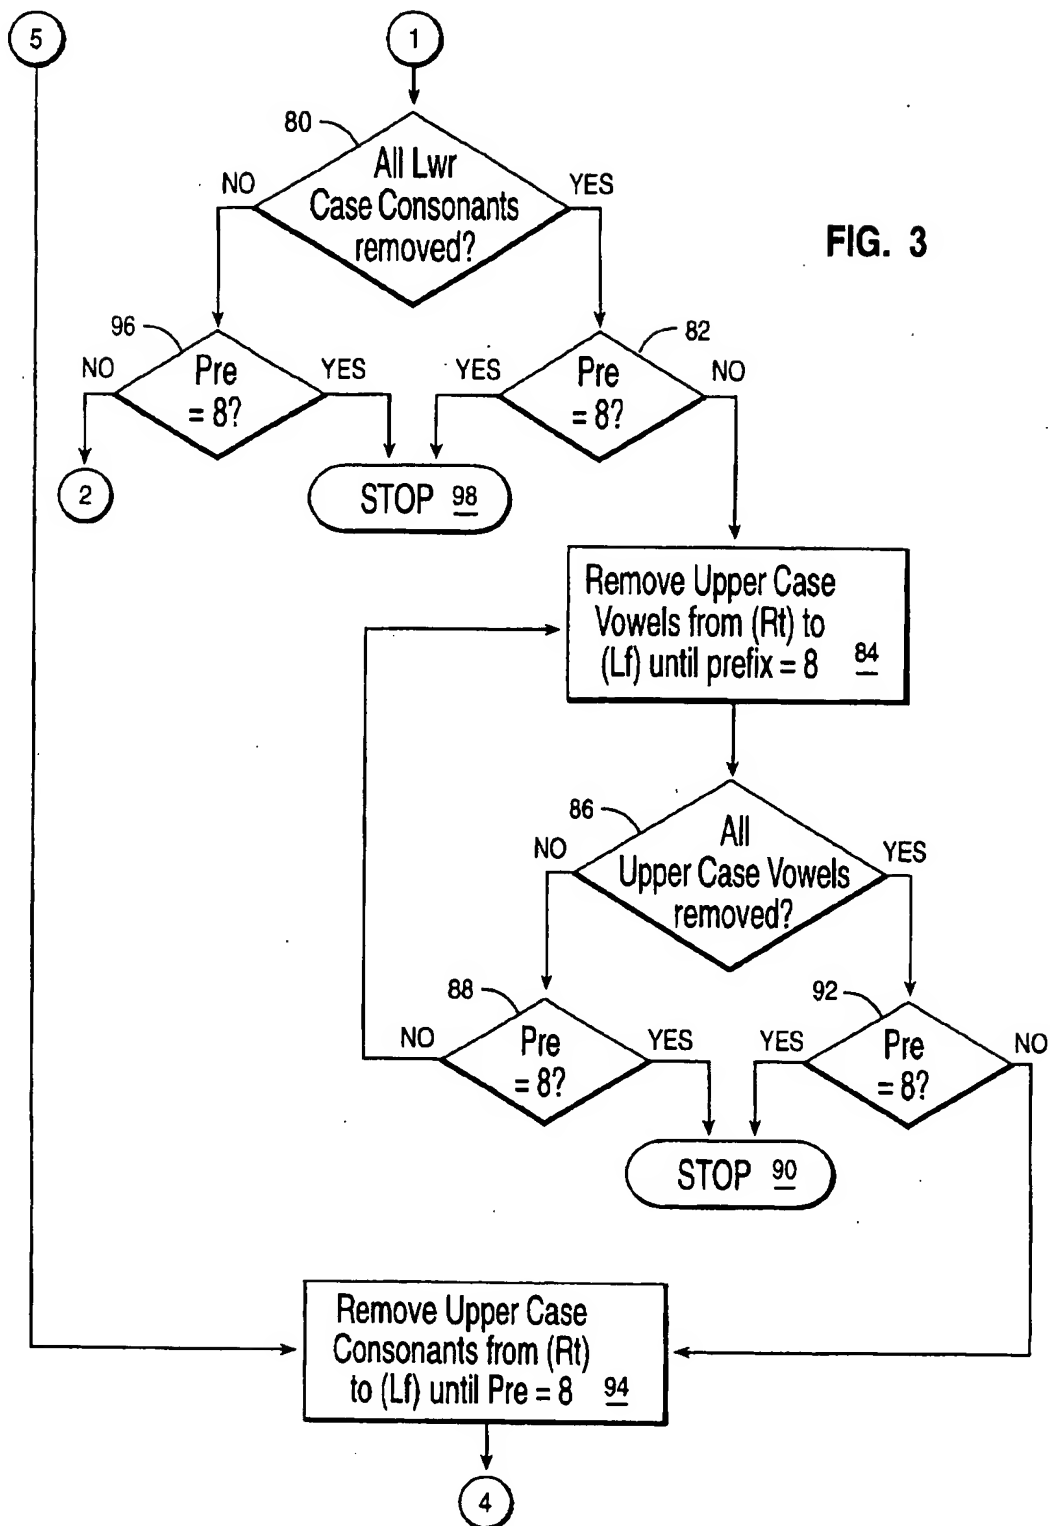 5
1
80
All Lwr
Case Consonants
removed?
NO
YES
FIG. 3
96
Pre
= 8?
NO
YES
82
Pre
= 8?
YES
NO
2
STOP 98
Remove Upper Case
Vowels from (Rt) to
(Lf) until prefix = 8 84
86
All
Upper Case Vowels
removed?
NO
YES
88
Pre
= 8?
NO
YES
92
Pre
= 8?
YES
NO
STOP 90
Remove Upper Case
Consonants from (Rt)
to (Lf) until Pre = 8 94
4